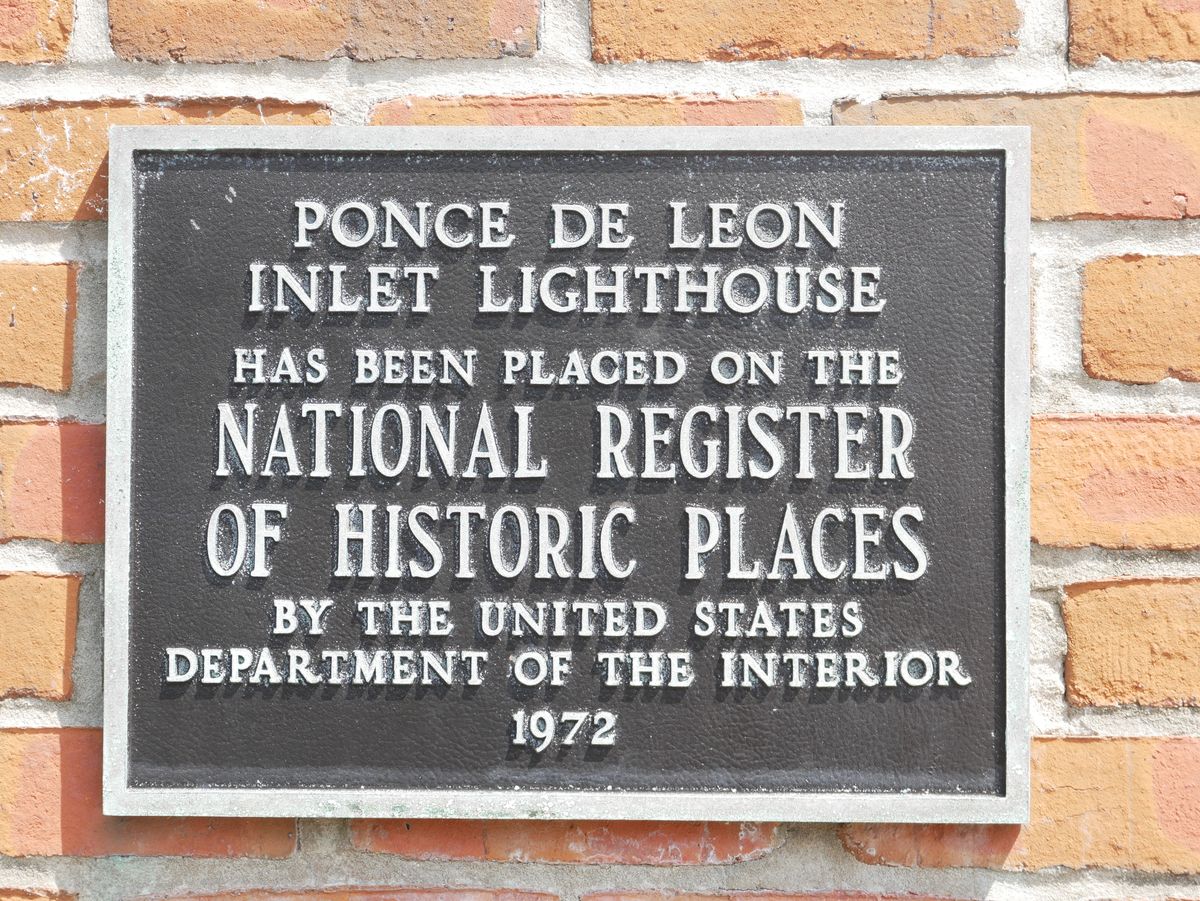 PONCE DE LEON
INLET LIGHTHOUSE
HAS BEEN PLACED ON THE
NATIONAL REGISTER
OF HISTORIC PLACES
BY THE UNITED STATES
DEPARTMENT OF THE INTERIOR
1972